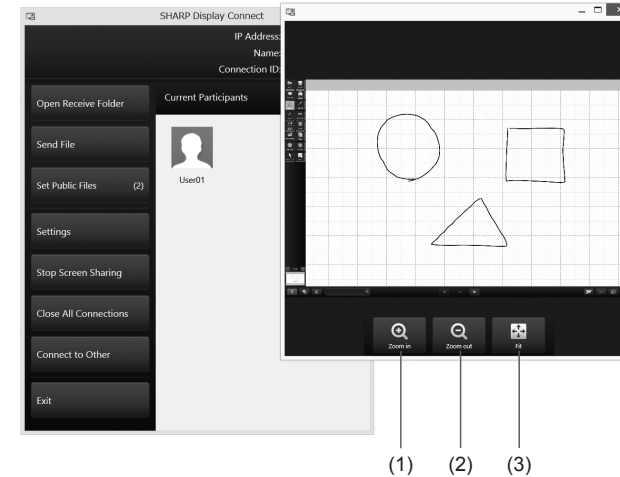 SHARP Display Connect
IP Address:
Name:
Connection ID:
Open Receive Folder
Current Participants
Send File
User01
Set Public Files (2)
Settings
Stop Screen Sharing
Close All Connections
Connect to Other
Exit
Zoom in
Zoom out
Fit
(1)
(2)
(3)